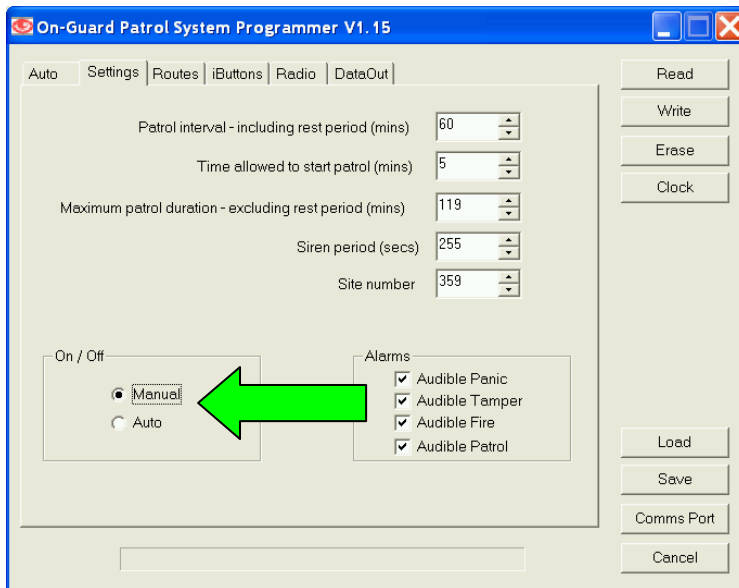 On-Guard Patrol System Programmer V1.15
Auto Settings Routes iButtons Radio DataOut
Read
Write
Erase
Clock
Patrol interval - including rest period (mins) 60
Time allowed to start patrol (mins) 5
Maximum patrol duration - excluding rest period (mins) 119
Siren period (secs) 255
Site number 359
On / Off
Manual
Auto
Alarms
Audible Panic
Audible Tamper
Audible Fire
Audible Patrol
Load
Save
Comms Port
Cancel